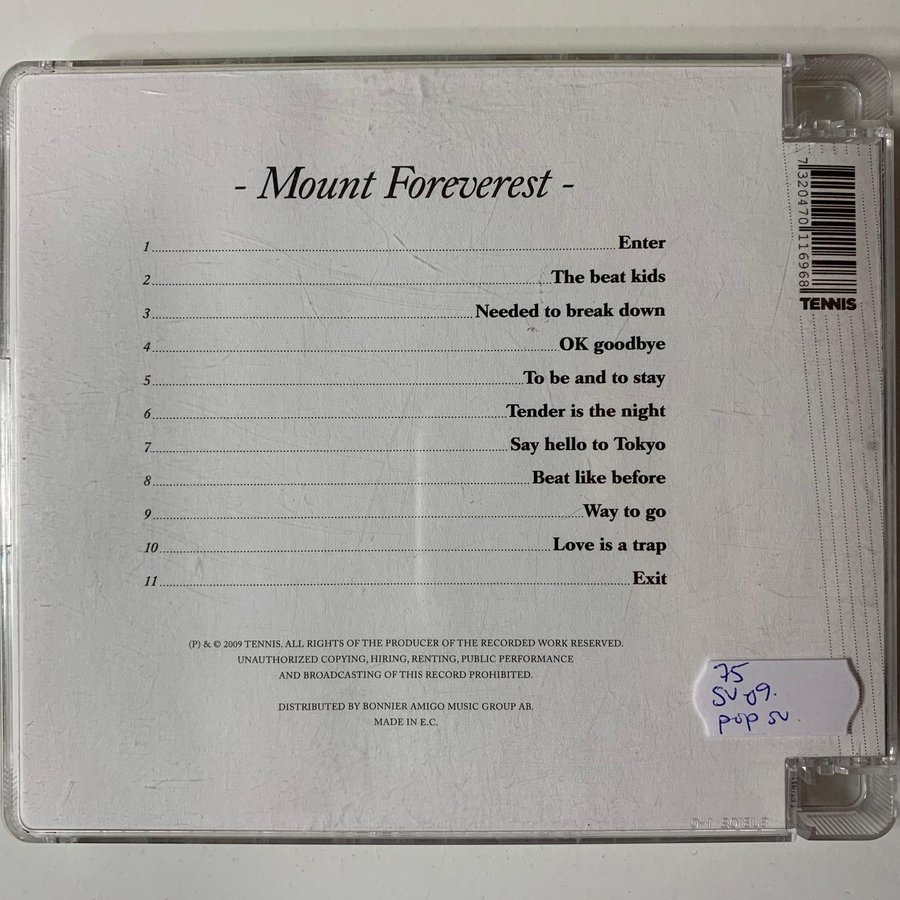 - Mount Foreverest -
1 Enter
2 The beat kids
3 Needed to break down
4 OK goodbye
5 To be and to stay
6 Tender is the night
7 Say hello to Tokyo
8 Beat like before
9 Way to go
10 Love is a trap
11 Exit
(P) & © 2009 TENNIS. ALL RIGHTS OF THE PRODUCER OF THE RECORDED WORK RESERVED.
UNAUTHORIZED COPYING, HIRING, RENTING, PUBLIC PERFORMANCE
AND BROADCASTING OF THIS RECORD PROHIBITED.
DISTRIBUTED BY BONNIER AMIGO MUSIC GROUP AB.
MADE IN E.C.
7320470116968
TENNIS
75
SV 09.
pop sv.